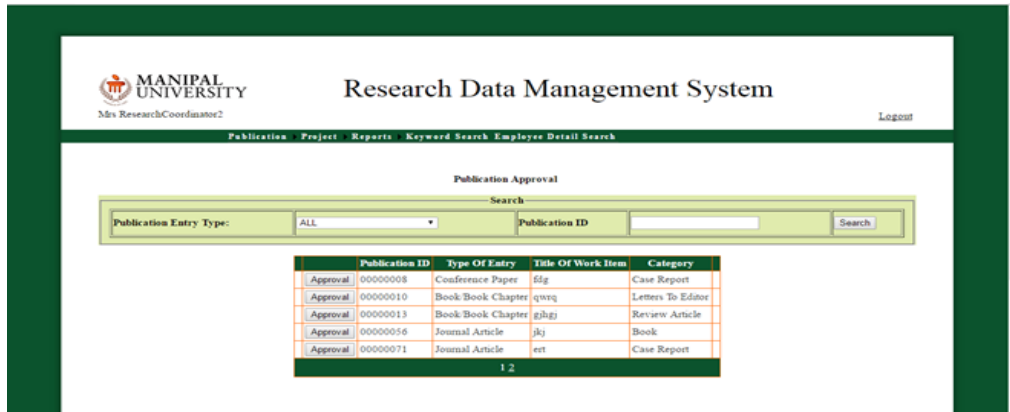 MANIPAL
UNIVERSITY
Research Data Management System
Mrs ResearchCoordinator2
Logout
Publication Project Reports Keyword Search Employee Detail Search
Publication Approval
Search
Publication Entry Type: ALL Publication ID Search
Publication ID Type Of Entry Title Of Work Item Category
Approval 00000008 Conference Paper fdg Case Report
Approval 00000010 Book/Book Chapter qwrq Letters To Editor
Approval 00000013 Book/Book Chapter gjhgj Review Article
Approval 00000056 Journal Article jkj Book
Approval 00000071 Journal Article ert Case Report
1 2